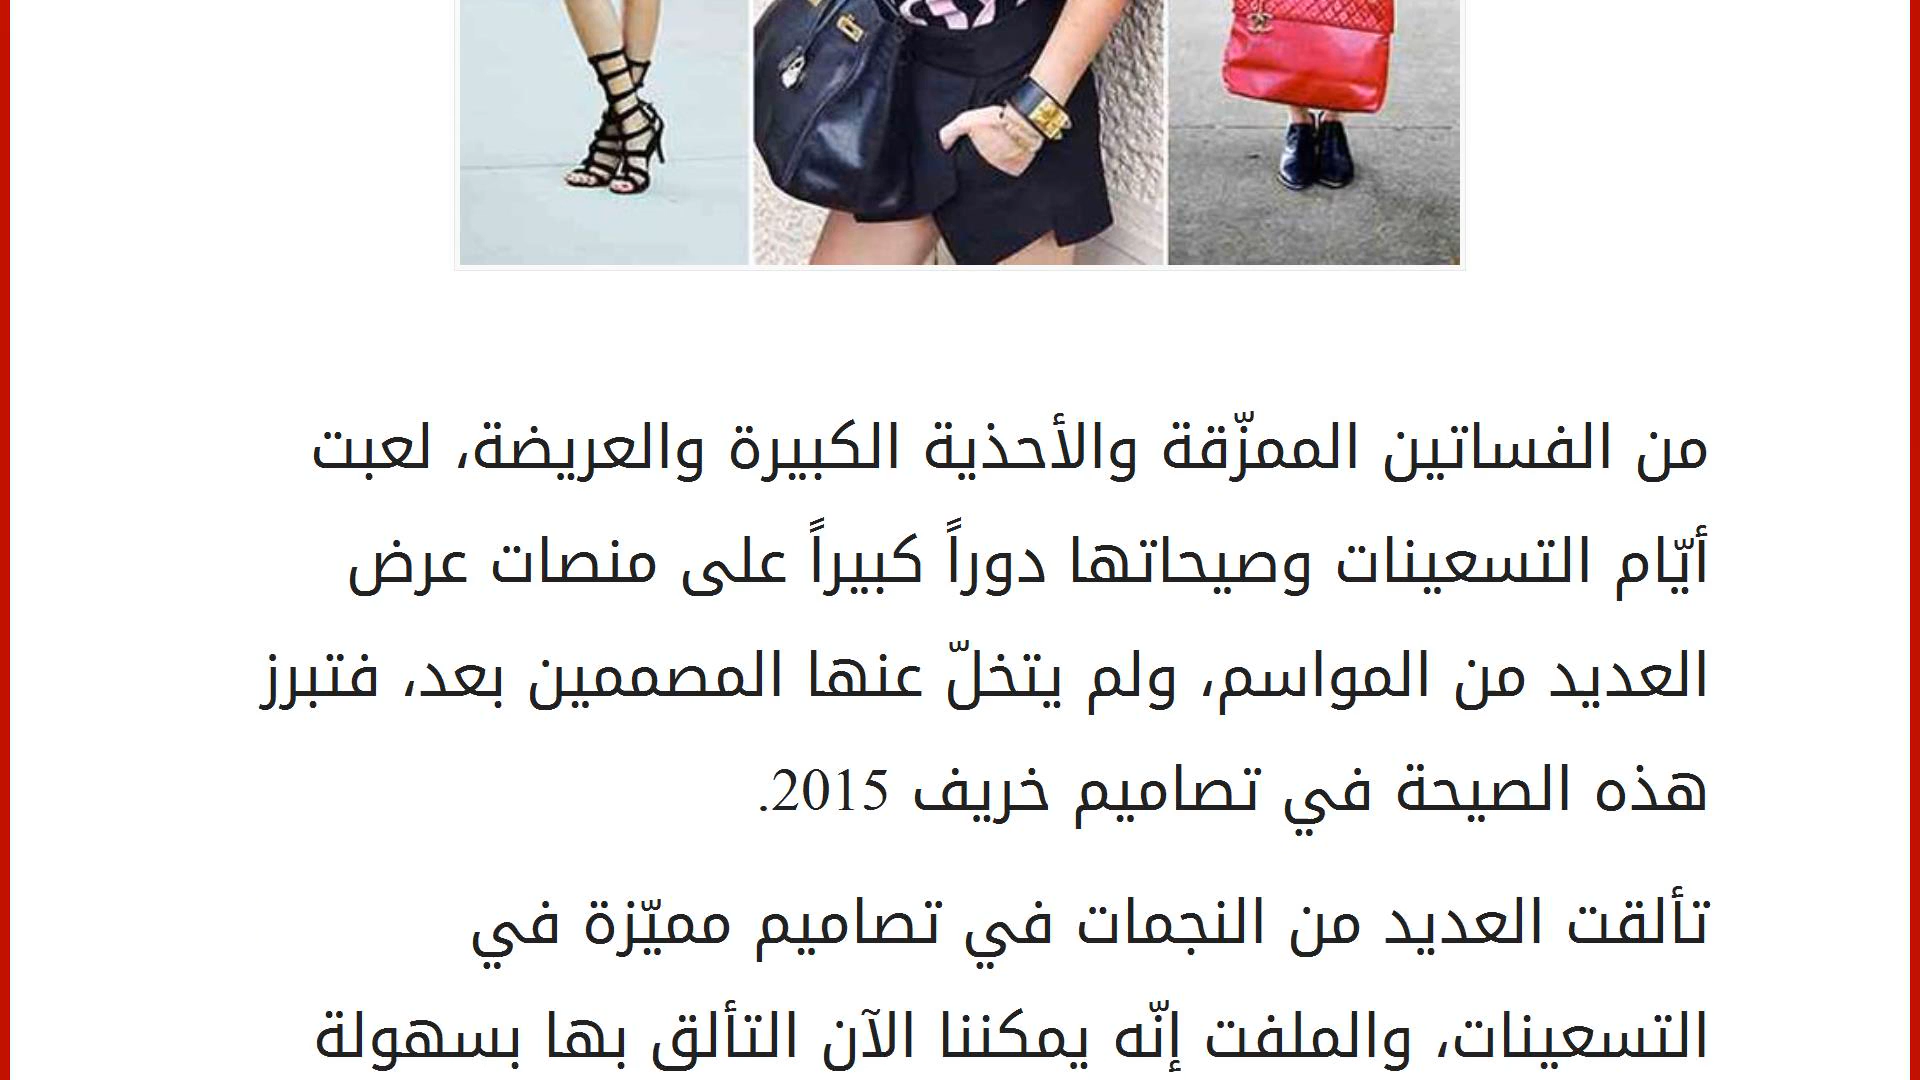 من الفساتين الممزّقة والأحذية الكبيرة والعريضة، لعبت
أيّام التسعينات وصيحاتها دوراً كبيراً على منصات عرض
العديد من المواسم، ولم يتخلّ عنها المصممين بعد، فتبرز
هذه الصيحة في تصاميم خريف 2015.
تألقت العديد من النجمات في تصاميم مميّزة في
التسعينات، والملفت إنّه يمكننا الآن التألق بها بسهولة